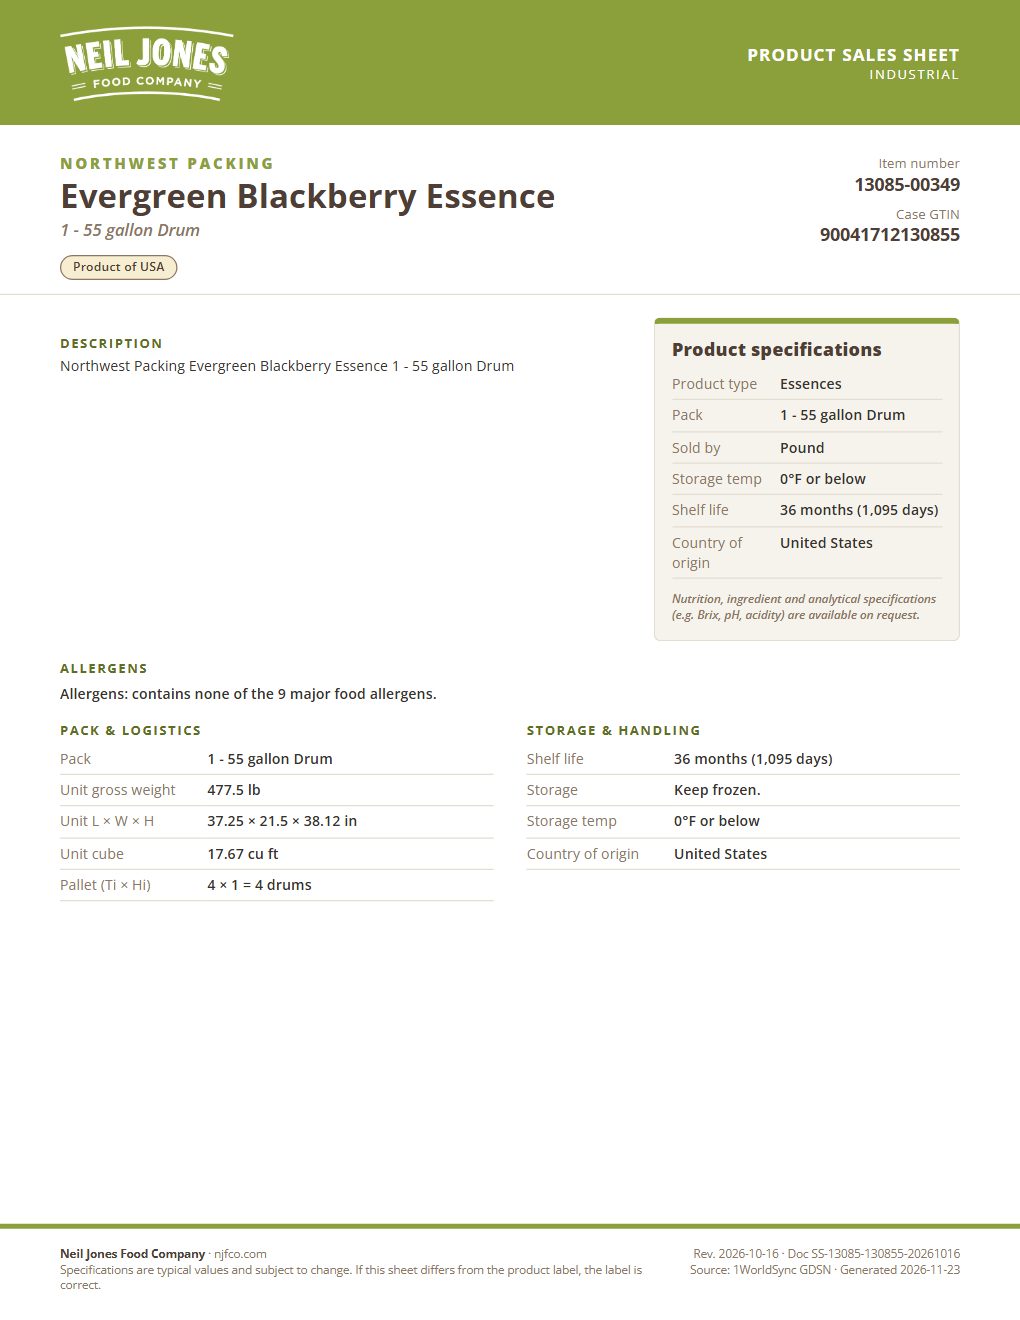 NEIL JONES
FOOD COMPANY
PRODUCT SALES SHEET
INDUSTRIAL
NORTHWEST PACKING
Evergreen Blackberry Essence
1 - 55 gallon Drum
Product of USA
Item number
13085-00349
Case GTIN
90041712130855
DESCRIPTION
Northwest Packing Evergreen Blackberry Essence 1 - 55 gallon Drum
Product specifications
Product type Essences
Pack 1 - 55 gallon Drum
Sold by Pound
Storage temp 0°F or below
Shelf life 36 months (1,095 days)
Country of origin United States
Nutrition, ingredient and analytical specifications
(e.g. Brix, pH, acidity) are available on request.
ALLERGENS
Allergens: contains none of the 9 major food allergens.
PACK & LOGISTICS
Pack 1 - 55 gallon Drum
Unit gross weight 477.5 lb
Unit L × W × H 37.25 × 21.5 × 38.12 in
Unit cube 17.67 cu ft
Pallet (Ti × Hi) 4 × 1 = 4 drums
STORAGE & HANDLING
Shelf life 36 months (1,095 days)
Storage Keep frozen.
Storage temp 0°F or below
Country of origin United States
Neil Jones Food Company · njfco.com
Specifications are typical values and subject to change. If this sheet differs from the product label, the label is
correct.
Rev. 2026-10-16 · Doc SS-13085-130855-20261016
Source: 1WorldSync GDSN · Generated 2026-11-23